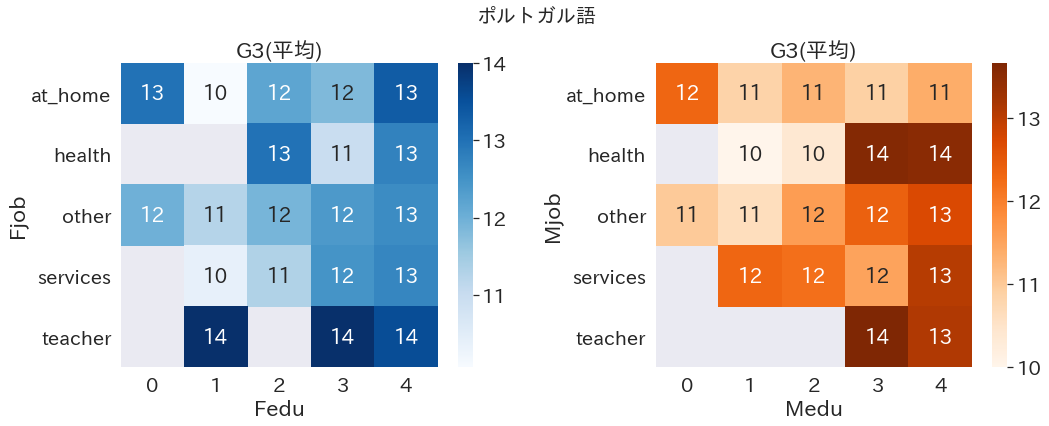 ポルトガル語
G3(平均)
at_home 13 10 12 12 13
health 13 11 13
other 12 11 12 12 13
services 10 11 12 13
teacher 14 14 14
0 1 2 3 4
Fedu
Fjob
14
13
12
11
G3(平均)
at_home 12 11 11 11 11
health 10 10 14 14
other 11 11 12 12 13
services 12 12 12 13
teacher 14 13
0 1 2 3 4
Medu
Mjob
13
12
11
10